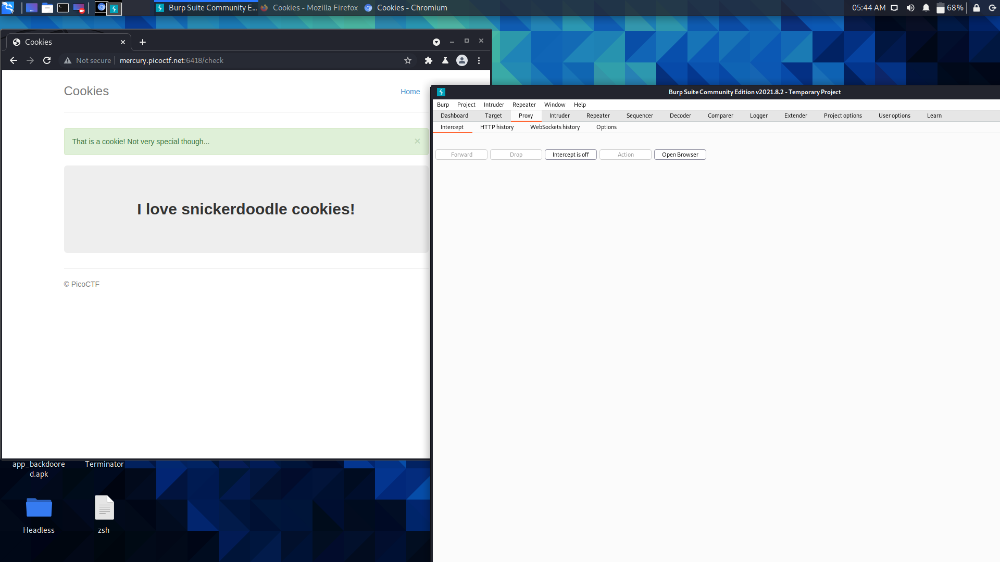 Burp Suite Community E...
Cookies - Mozilla Firefox
Cookies - Chromium
05:44 AM
68%
Cookies
Not secure
mercury.picoctf.net:6418/check
Cookies
Home
That is a cookie! Not very special though...
×
I love snickerdoodle cookies!
© PicoCTF
Burp Suite Community Edition v2021.8.2 - Temporary Project
Burp Project Intruder Repeater Window Help
Dashboard Target Proxy Intruder Repeater Sequencer Decoder Comparer Logger Extender Project options User options Learn
Intercept HTTP history WebSockets history Options
Forward Drop Intercept is off Action Open Browser
app_backdoore
d.apk
Terminator
Headless
zsh